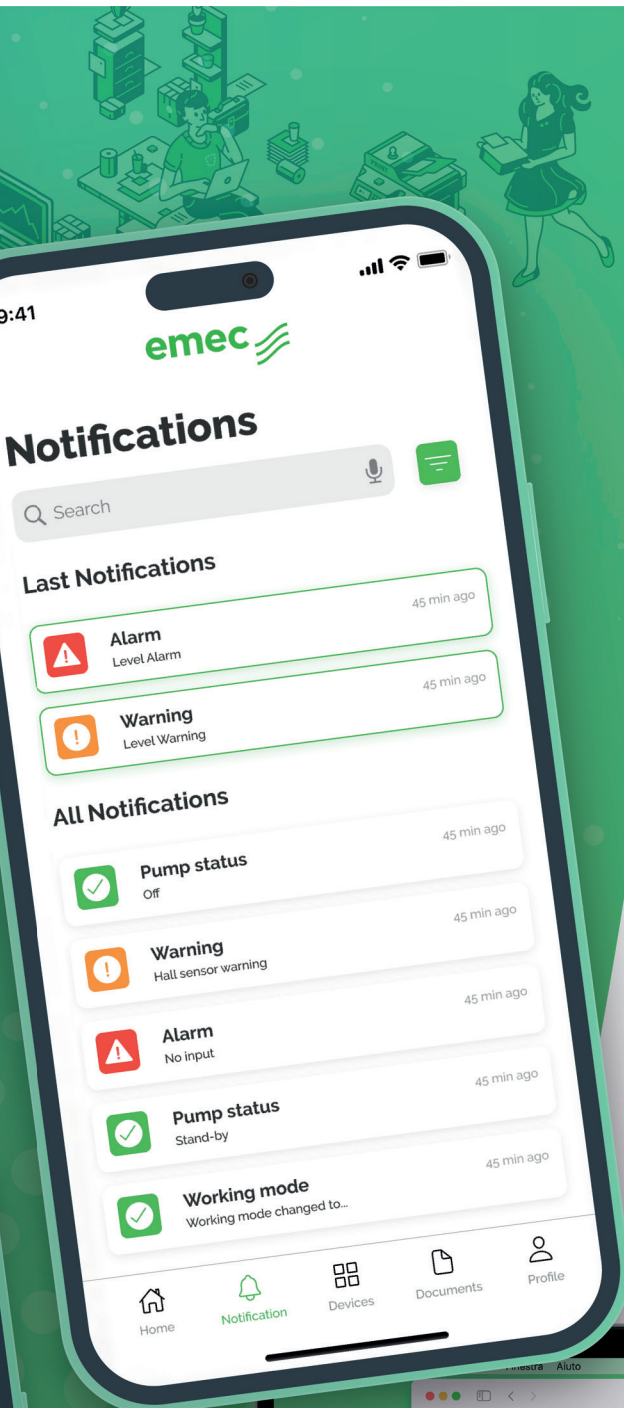 9:41
emec
Notifications
Search
Last Notifications
Alarm
45 min ago
Level Alarm
Warning
45 min ago
Level Warning
All Notifications
Pump status
45 min ago
Off
Warning
45 min ago
Hall sensor warning
Alarm
45 min ago
No input
Pump status
45 min ago
Stand-by
Working mode
45 min ago
Working mode changed to...
Home
Notification
Devices
Documents
Profile
Finestra Aiuto